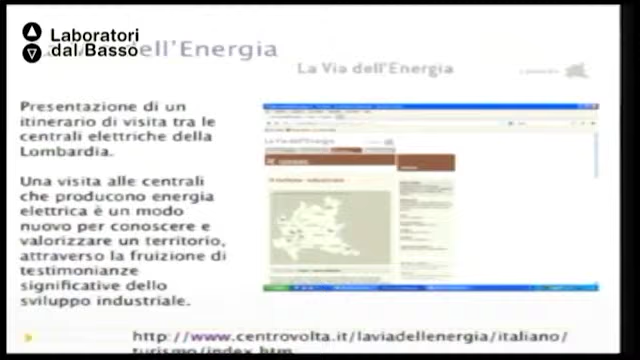 Laboratori
dal Basso
dell'Energia
La Via dell'Energia
Presentazione di un
itinerario di visita tra le
centrali elettriche della
Lombardia.
La Via dell'Energia
Una visita alle centrali
che producono energia
elettrica è un modo
nuovo per conoscere e
valorizzare un territorio,
attraverso la fruizione di
testimonianze
significative dello
sviluppo industriale.
http://www.centrovolta.it/laviadellenergia/italiano/
turismo/index.htm